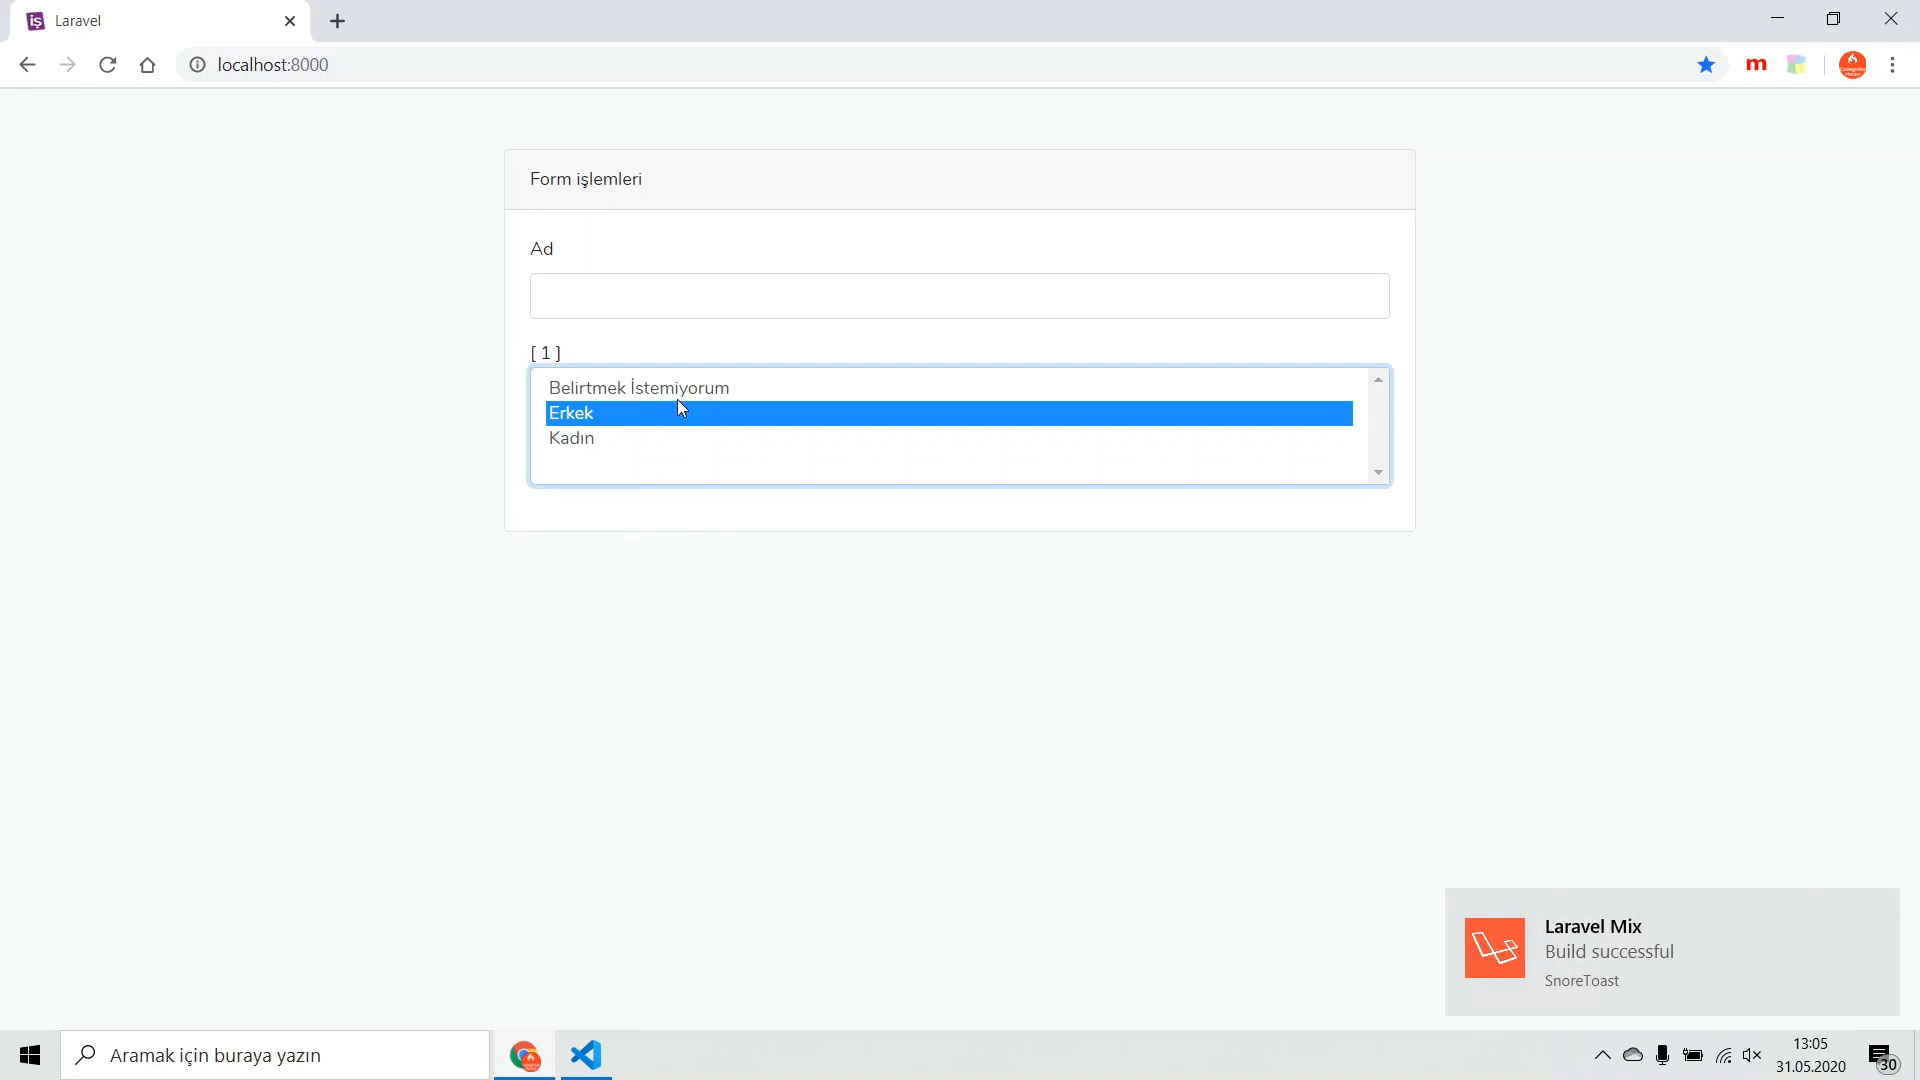 iş Laravel
localhost:8000
m
Form işlemleri
Ad
[ 1 ]
Belirtmek İstemiyorum
Erkek
Kadın
Laravel Mix
Build successful
SnoreToast
Aramak için buraya yazın
13:05
31.05.2020
30